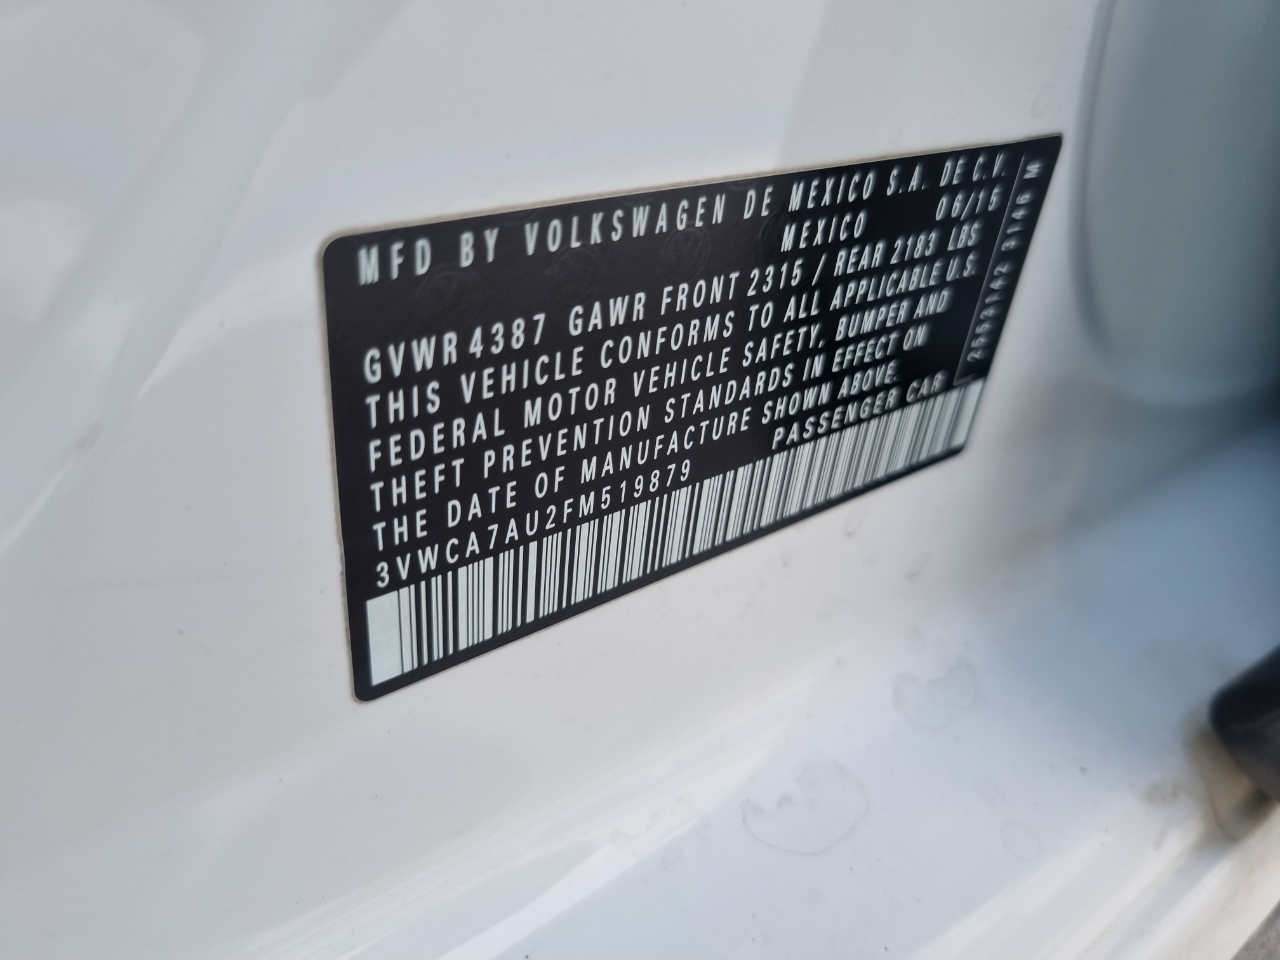 MFD BY VOLKSWAGEN DE MEXICO S.A. DE C.V.
MEXICO 06/15
GVWR 4387 GAWR FRONT 2315 / REAR 2183 LBS
THIS VEHICLE CONFORMS TO ALL APPLICABLE U.S.
FEDERAL MOTOR VEHICLE SAFETY, BUMPER AND
THEFT PREVENTION STANDARDS IN EFFECT ON
THE DATE OF MANUFACTURE SHOWN ABOVE.
3VWCA7AU2FM519879 PASSENGER CAR
2553142 3146 M